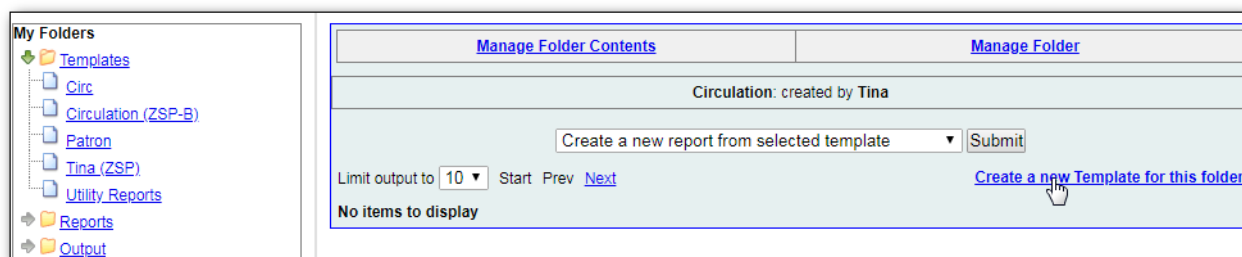 My Folders
Templates
Circ
Circulation (ZSP-B)
Patron
Tina (ZSP)
Utility Reports
Reports
Output
Manage Folder Contents
Manage Folder
Circulation: created by Tina
Create a new report from selected template Submit
Limit output to 10 Start Prev Next Create a new Template for this folder
No items to display